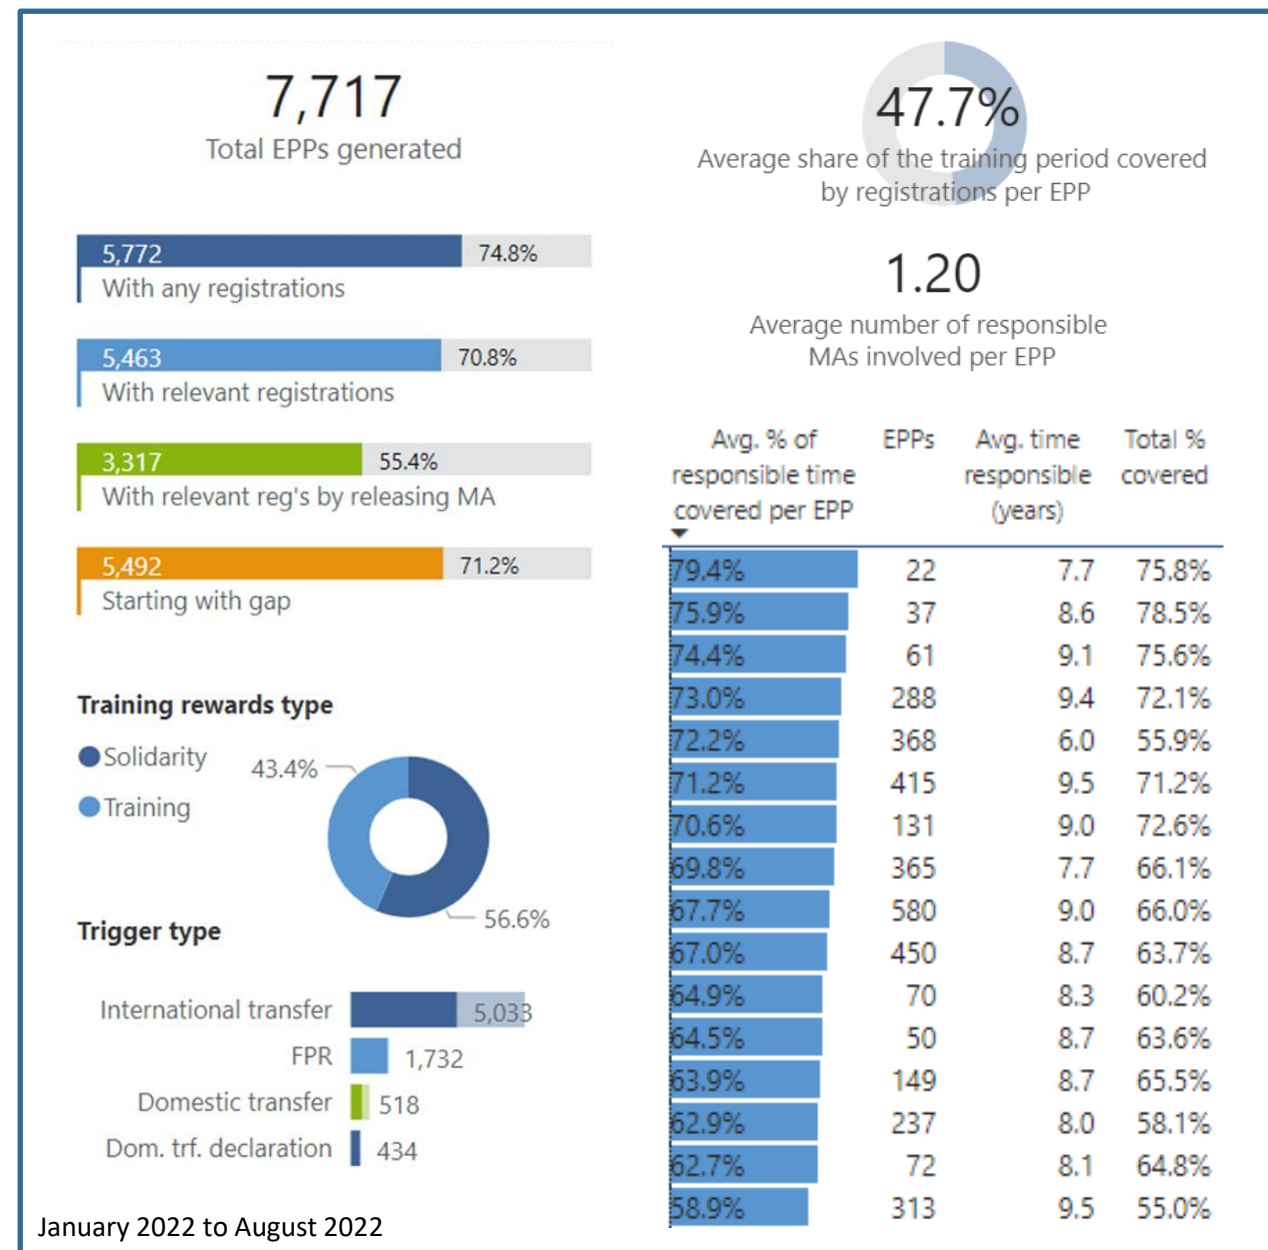 7,717
Total EPPs generated
5,772 74.8%
With any registrations
5,463 70.8%
With relevant registrations
3,317 55.4%
With relevant reg's by releasing MA
5,492 71.2%
Starting with gap
Training rewards type
Solidarity
Training
43.4%
56.6%
Trigger type
International transfer 5,033
FPR 1,732
Domestic transfer 518
Dom. trf. declaration 434
January 2022 to August 2022
47.7%
Average share of the training period covered
by registrations per EPP
1.20
Average number of responsible
MAs involved per EPP
Avg. % of EPPs Avg. time Total %
responsible time responsible covered
covered per EPP (years)
79.4% 22 7.7 75.8%
75.9% 37 8.6 78.5%
74.4% 61 9.1 75.6%
73.0% 288 9.4 72.1%
72.2% 368 6.0 55.9%
71.2% 415 9.5 71.2%
70.6% 131 9.0 72.6%
69.8% 365 7.7 66.1%
67.7% 580 9.0 66.0%
67.0% 450 8.7 63.7%
64.9% 70 8.3 60.2%
64.5% 50 8.7 63.6%
63.9% 149 8.7 65.5%
62.9% 237 8.0 58.1%
62.7% 72 8.1 64.8%
58.9% 313 9.5 55.0%